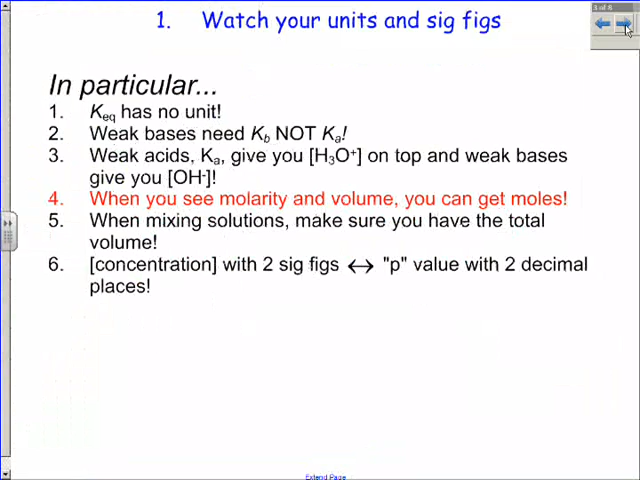 1. Watch your units and sig figs
1 of 8
In particular...
1. Keq has no unit!
2. Weak bases need Kb NOT Ka!
3. Weak acids, Ka, give you [H3O+] on top and weak bases
give you [OH-]!
4. When you see molarity and volume, you can get moles!
5. When mixing solutions, make sure you have the total
volume!
6. [concentration] with 2 sig figs ↔ "p" value with 2 decimal
places!
Extend Page